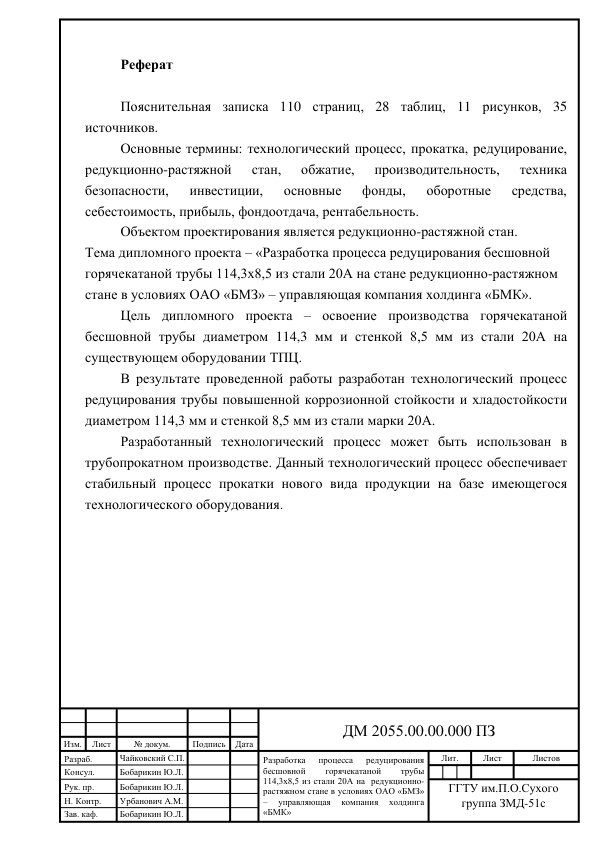 Реферат
Пояснительная записка 110 страниц, 28 таблиц, 11 рисунков, 35
источников.
Основные термины: технологический процесс, прокатка, редуцирование,
редукционно-растяжной стан, обжатие, производительность, техника
безопасности, инвестиции, основные фонды, оборотные средства,
себестоимость, прибыль, фондоотдача, рентабельность.
Объектом проектирования является редукционно-растяжной стан.
Тема дипломного проекта – «Разработка процесса редуцирования бесшовной
горячекатаной трубы 114,3х8,5 из стали 20А на стане редукционно-растяжном
стане в условиях ОАО «БМЗ» – управляющая компания холдинга «БМК».
Цель дипломного проекта – освоение производства горячекатаной
бесшовной трубы диаметром 114,3 мм и стенкой 8,5 мм из стали 20А на
существующем оборудовании ТПЦ.
В результате проведенной работы разработан технологический процесс
редуцирования трубы повышенной коррозионной стойкости и хладостойкости
диаметром 114,3 мм и стенкой 8,5 мм из стали марки 20А.
Разработанный технологический процесс может быть использован в
трубопрокатном производстве. Данный технологический процесс обеспечивает
стабильный процесс прокатки нового вида продукции на базе имеющегося
технологического оборудования.
ДМ 2055.00.00.000 ПЗ
Изм. Лист № докум. Подпись Дата
Разраб. Чайковский С.П.
Консул. Бобарикин Ю.Л.
Рук. пр. Бобарикин Ю.Л.
Н. Контр. Урбанович А.М.
Зав. каф. Бобарикин Ю.Л.
Разработка процесса редуцирования
бесшовной горячекатаной трубы
114,3х8,5 из стали 20А на редукционно-
растяжном стане в условиях ОАО «БМЗ»
– управляющая компания холдинга
«БМК»
Лит. Лист Листов
ГГТУ им.П.О.Сухого
группа ЗМД-51с